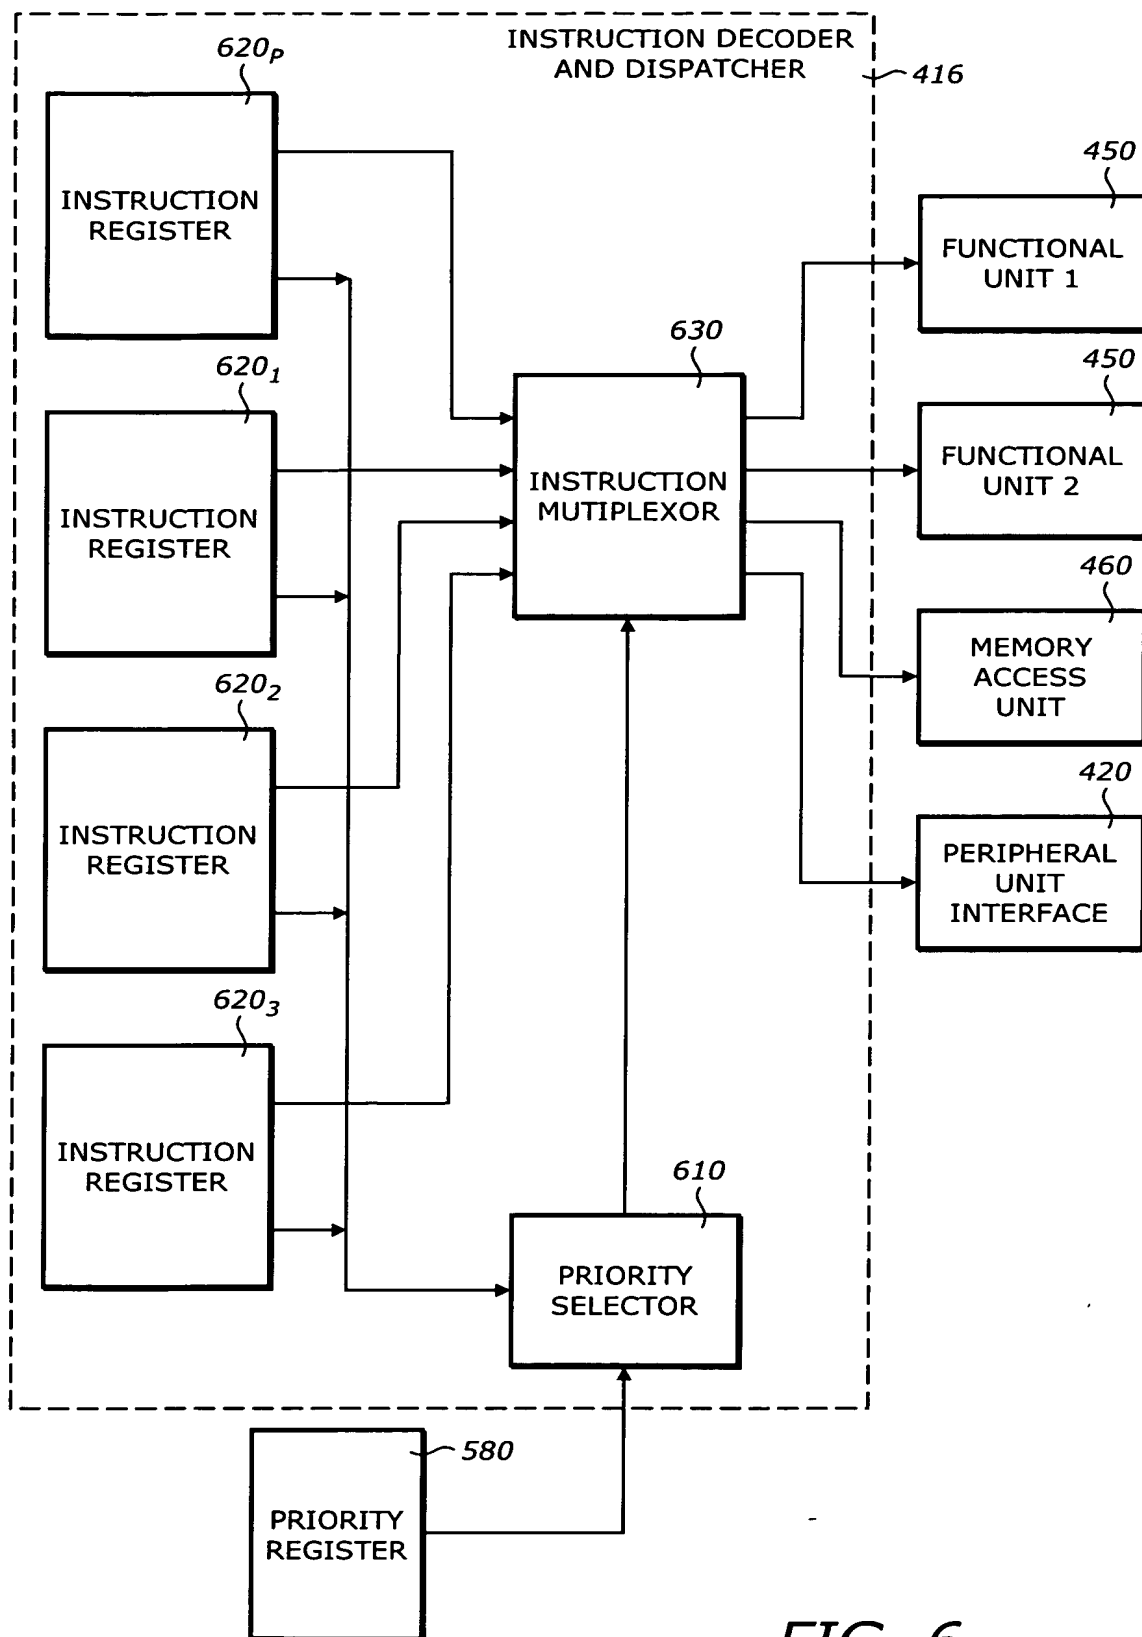 INSTRUCTION DECODER
AND DISPATCHER
416
620P
INSTRUCTION
REGISTER
6201
INSTRUCTION
REGISTER
6202
INSTRUCTION
REGISTER
6203
INSTRUCTION
REGISTER
630
INSTRUCTION
MUTIPLEXOR
610
PRIORITY
SELECTOR
450
FUNCTIONAL
UNIT 1
450
FUNCTIONAL
UNIT 2
460
MEMORY
ACCESS
UNIT
420
PERIPHERAL
UNIT
INTERFACE
580
PRIORITY
REGISTER
FIG. 6